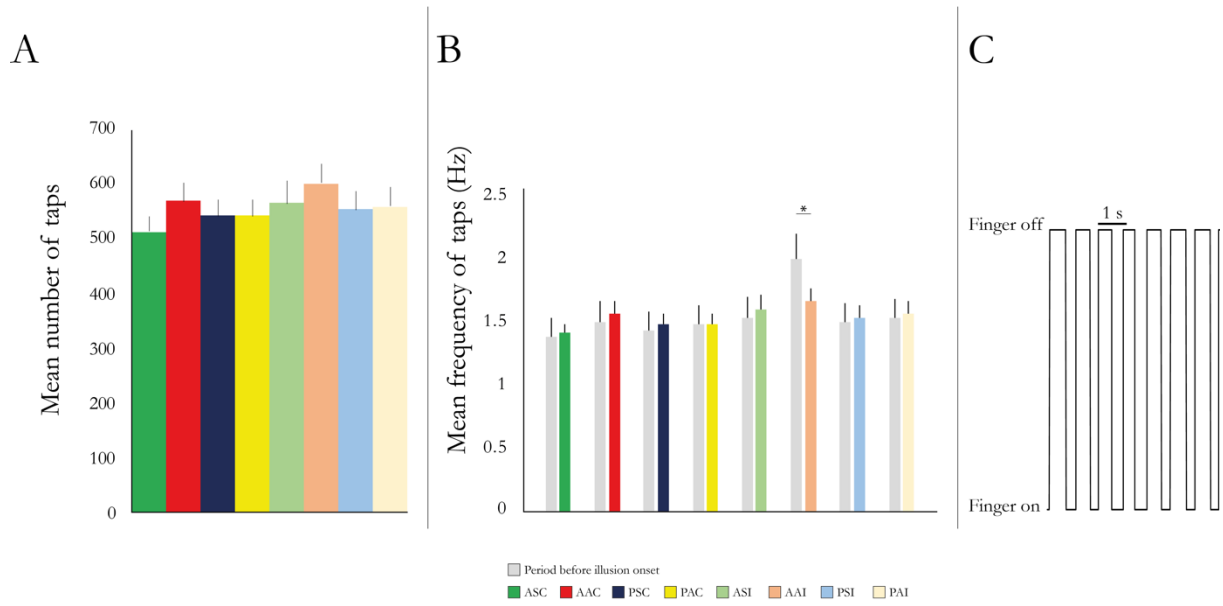 A
Mean number of taps
700
600
500
400
300
200
100
0
B
Mean frequency of taps (Hz)
2.5
2
1.5
1
0.5
0
*
C
1 s
Finger off
Finger on
Period before illusion onset
ASC AAC PSC PAC ASI AAI PSI PAI